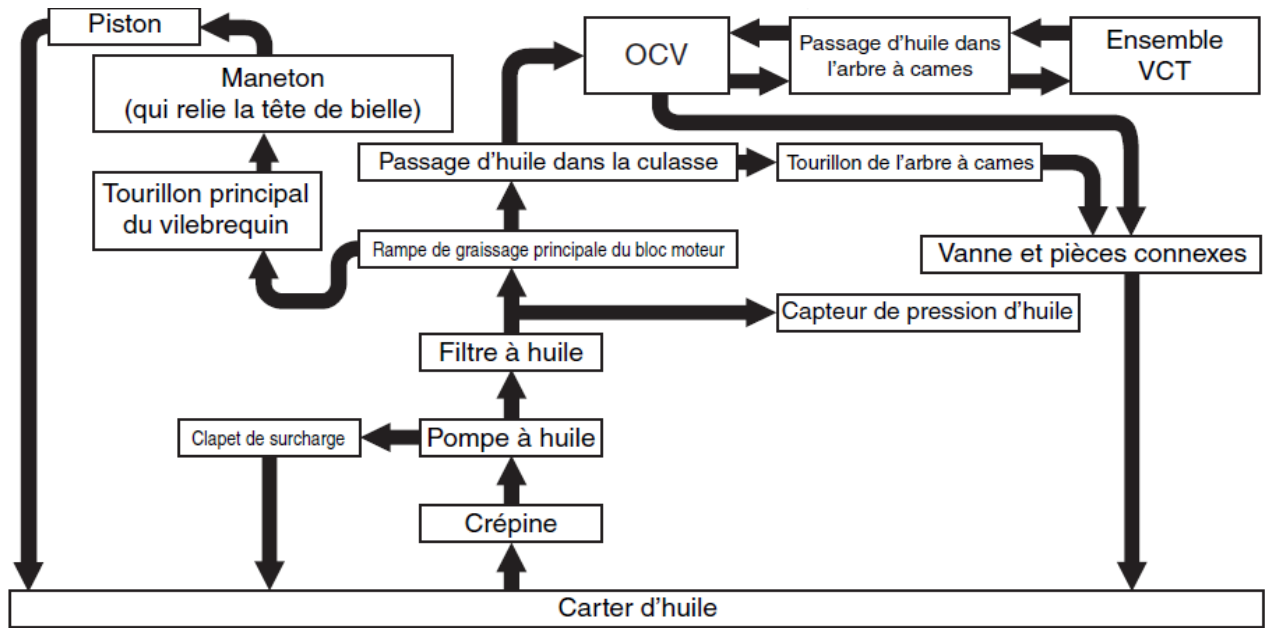 Piston
OCV
Passage d'huile dans
l'arbre à cames
Ensemble
VCT
Maneton
(qui relie la tête de bielle)
Passage d'huile dans la culasse
Tourillon de l'arbre à cames
Tourillon principal
du vilebrequin
Rampe de graissage principale du bloc moteur
Vanne et pièces connexes
Capteur de pression d'huile
Filtre à huile
Clapet de surcharge
Pompe à huile
Crépine
Carter d'huile